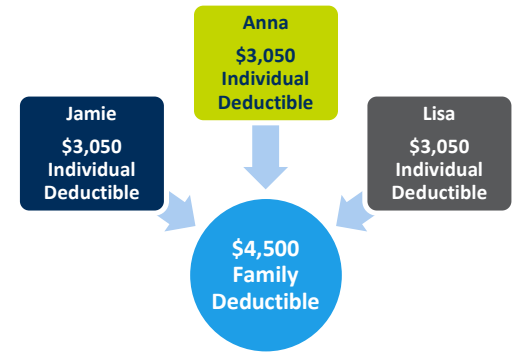 Anna
$3,050
Individual
Deductible
Jamie
$3,050
Individual
Deductible
Lisa
$3,050
Individual
Deductible
$4,500
Family
Deductible